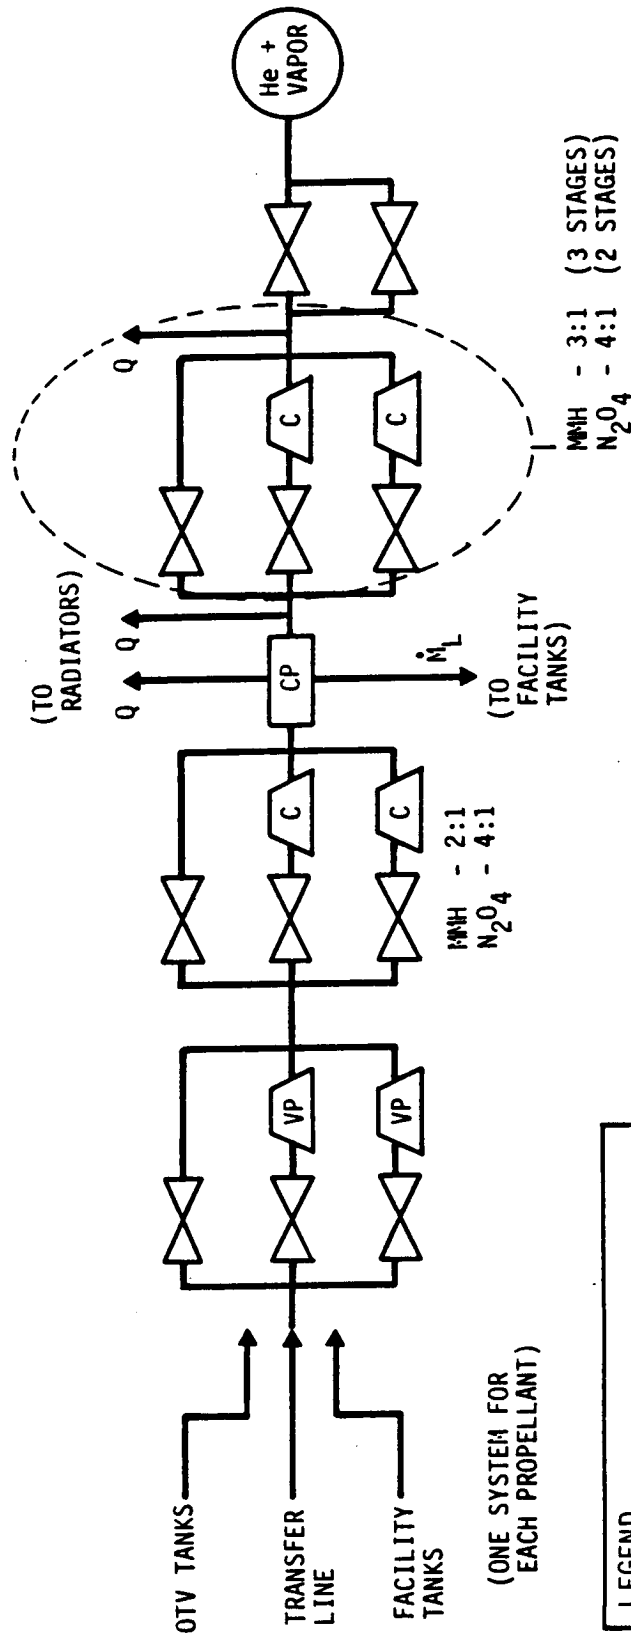 OTV TANKS
TRANSFER
LINE
FACILITY
TANKS
(ONE SYSTEM FOR
EACH PROPELLANT)
LEGEND
VP
VP
C
C
MMH - 2:1
N₂O₄ - 4:1
CP
Q
Q
(TO
RADIATORS)
Ṁ_L
(TO
FACILITY
TANKS)
C
C
Q
MMH - 3:1 (3 STAGES)
N₂O₄ - 4:1 (2 STAGES)
He +
VAPOR